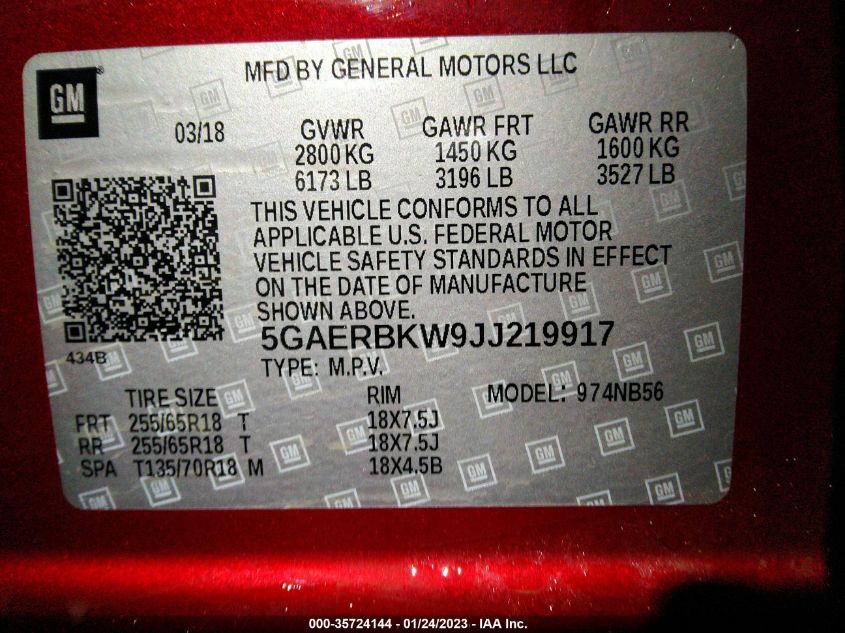 MFD BY GENERAL MOTORS LLC
GM®
03/18 GVWR GAWR FRT GAWR RR
2800 KG 1450 KG 1600 KG
6173 LB 3196 LB 3527 LB
THIS VEHICLE CONFORMS TO ALL
APPLICABLE U.S. FEDERAL MOTOR
VEHICLE SAFETY STANDARDS IN EFFECT
ON THE DATE OF MANUFACTURE
SHOWN ABOVE.
5GAERBKW9JJ219917
434B
TYPE: M.P.V.
TIRE SIZE RIM MODEL: 974NB56
FRT 255/65R18 T 18X7.5J
RR 255/65R18 T 18X7.5J
SPA T135/70R18 M 18X4.5B
000-35724144 - 01/24/2023 - IAA Inc.